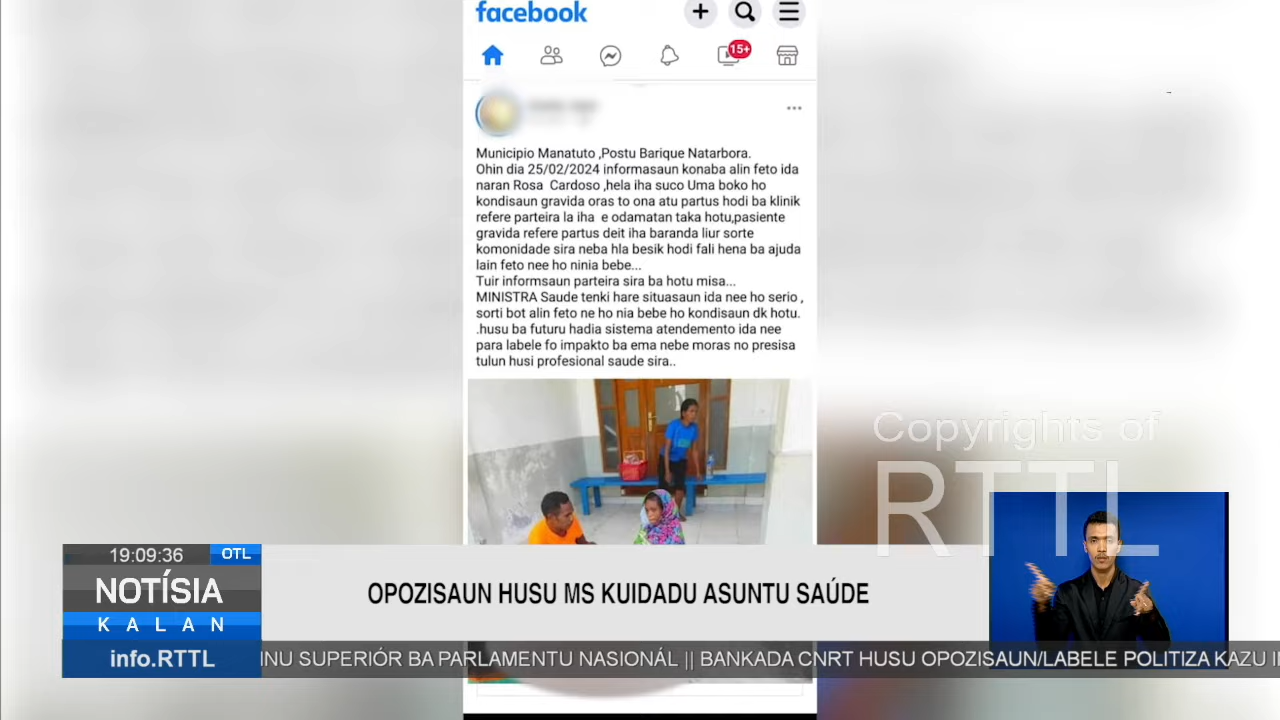 facebook
15+
Municipio Manatuto ,Postu Barique Natarbora.
Ohin dia 25/02/2024 informasaun konaba alin feto ida
naran Rosa Cardoso ,hela iha suco Uma boko ho
kondisaun gravida oras to ona atu partus hodi ba klinik
refere parteira la iha e odamatan taka hotu,pasiente
gravida refere partus deit iha baranda liur sorte
komonidade sira neba hla besik hodi fali hena ba ajuda
lain feto nee ho ninia bebe...
Tuir informsaun parteira sira ba hotu misa...
MINISTRA Saude tenki hare situasaun ida nee ho serio ,
sorti bot alin feto ne ho nia bebe ho kondisaun dk hotu.
.husu ba futuru hadia sistema atendemento ida nee
para labele fo impakto ba ema nebe moras no presisa
tulun husi profesional saude sira..
Copyrights of
RTTL
19:09:36 OTL
NOTÍSIA
KALAN
OPOZISAUN HUSU MS KUIDADU ASUNTU SAÚDE
info.RTTL
INU SUPERIÓR BA PARLAMENTU NASIONÁL || BANKADA CNRT HUSU OPOZISAUN/LABELE POLITIZA KAZU